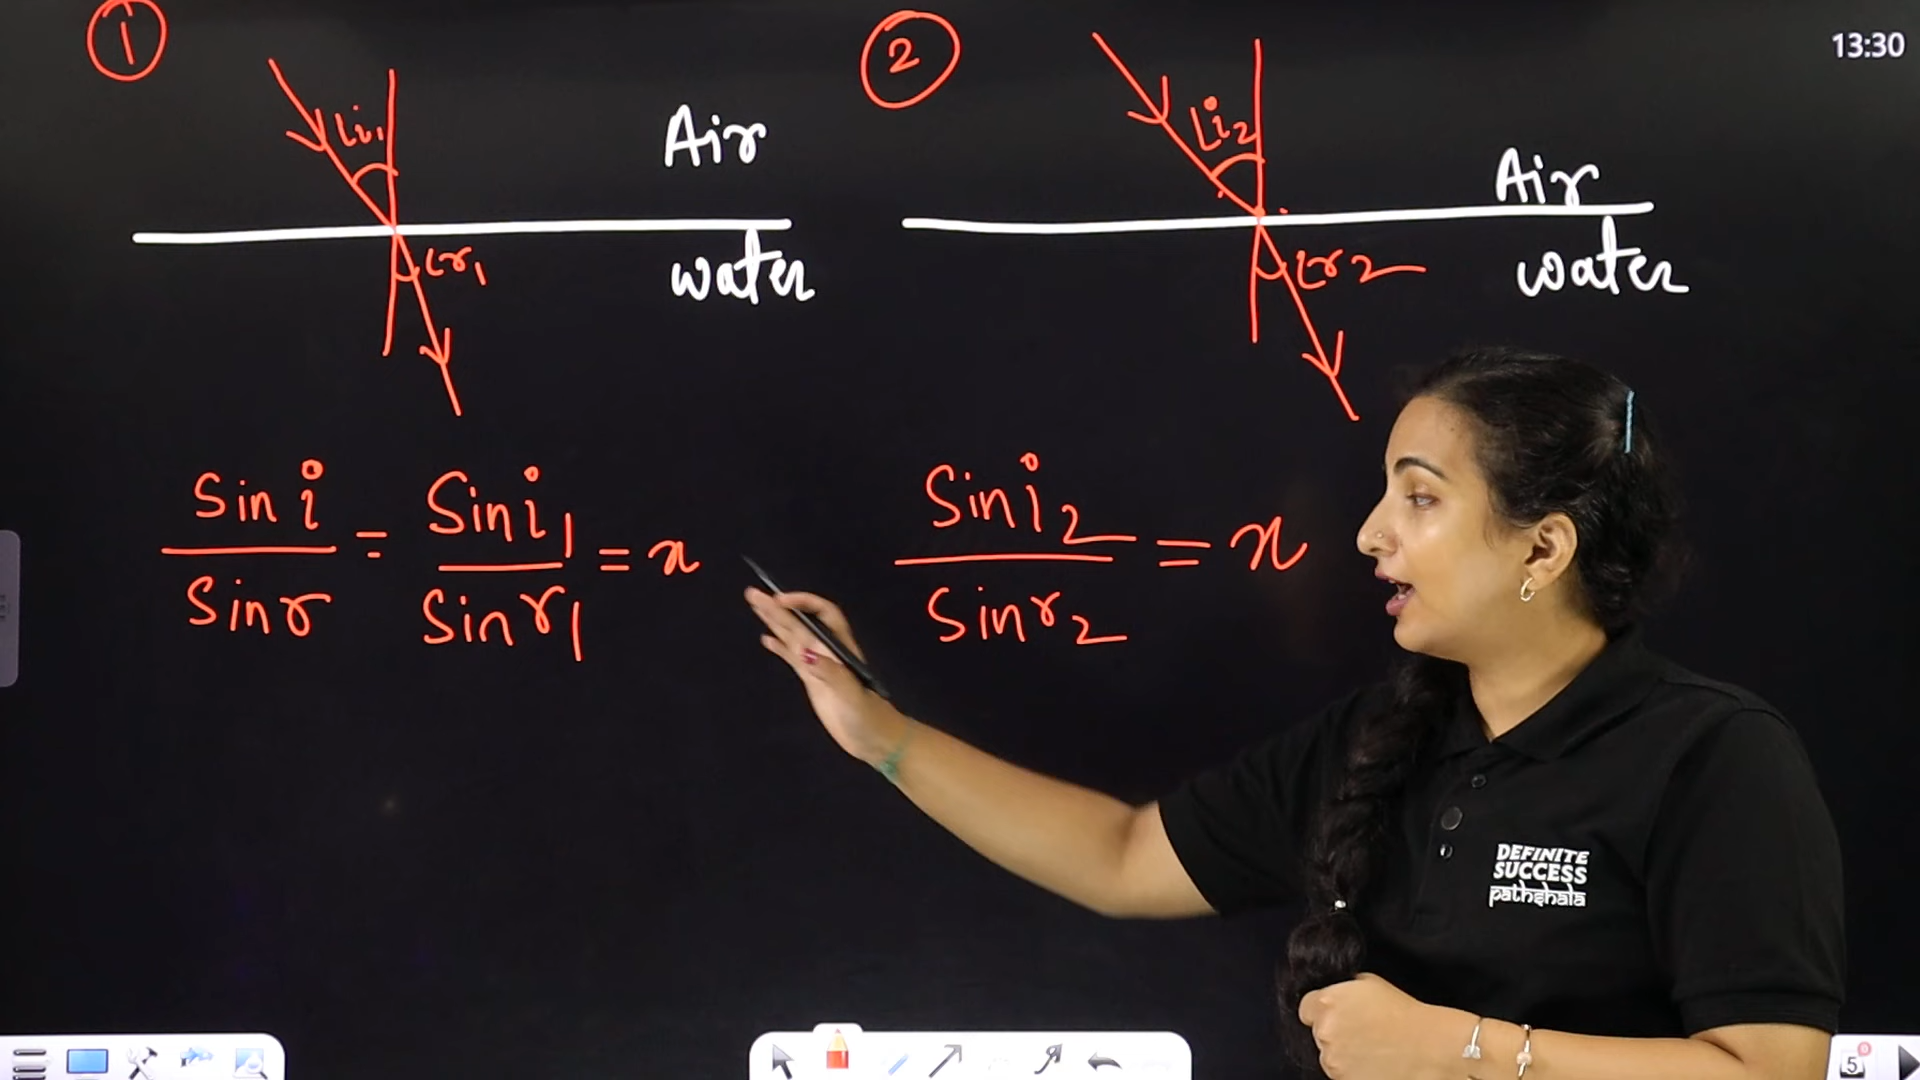 1
∠i1
Air
∠r1
water
2
∠i2
Air
∠r2
water
13:30
Sin i / Sin r = Sin i1 / Sin r1 = x
Sin i2 / Sin r2 = x
DEFINITE
SUCCESS
pathshala
5